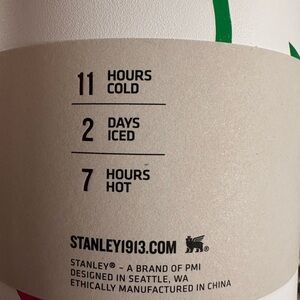 11 HOURS COLD
2 DAYS ICED
7 HOURS HOT
STANLEY1913.COM
STANLEY® ~ A BRAND OF PMI
DESIGNED IN SEATTLE, WA
ETHICALLY MANUFACTURED IN CHINA